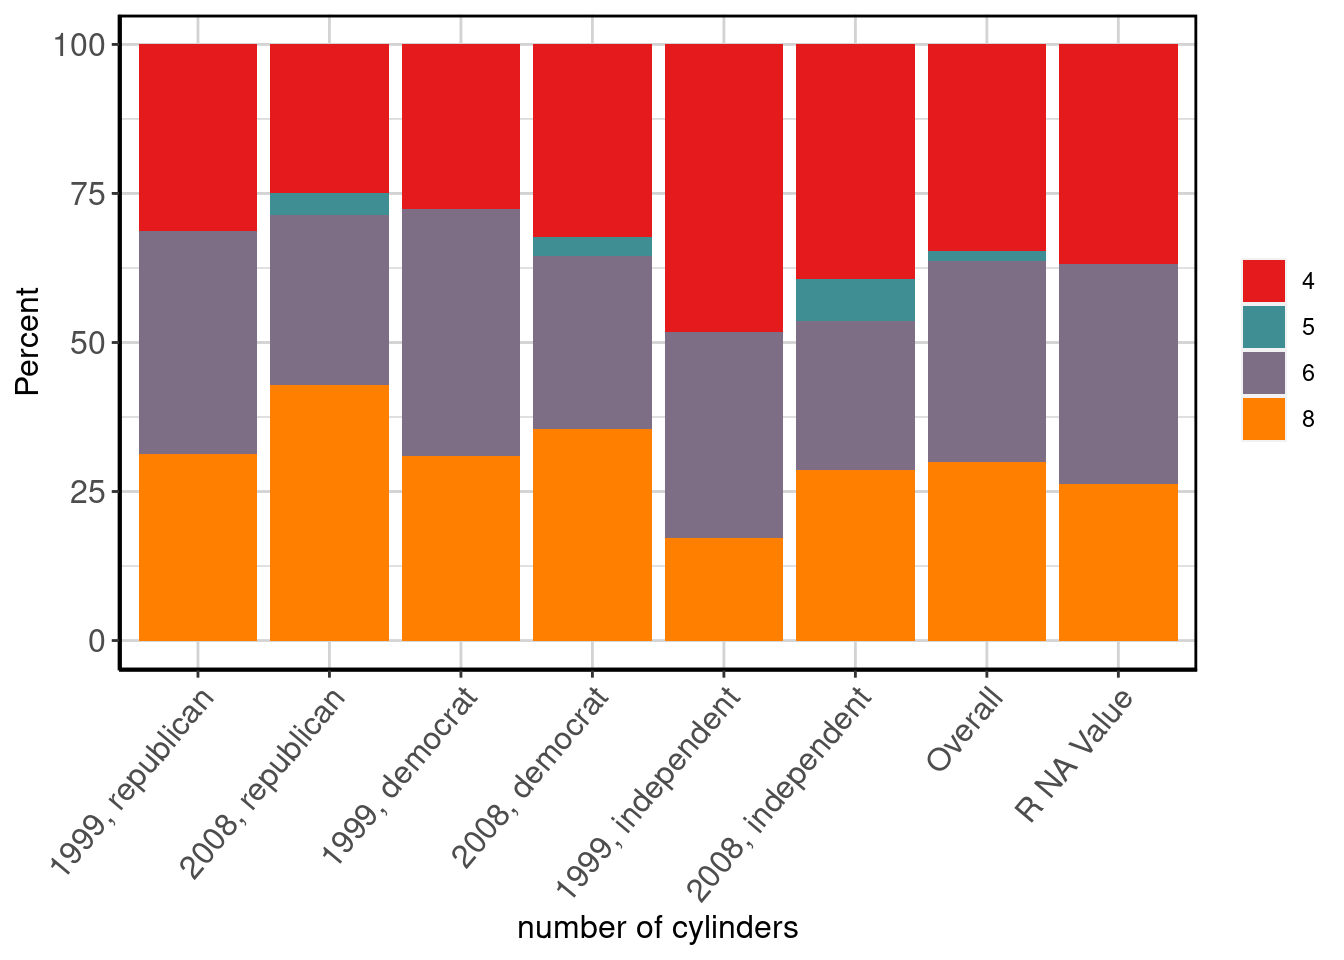 Percent
100
75
50
25
0
1999, republican
2008, republican
1999, democrat
2008, democrat
1999, independent
2008, independent
Overall
R NA Value
number of cylinders
4
5
6
8